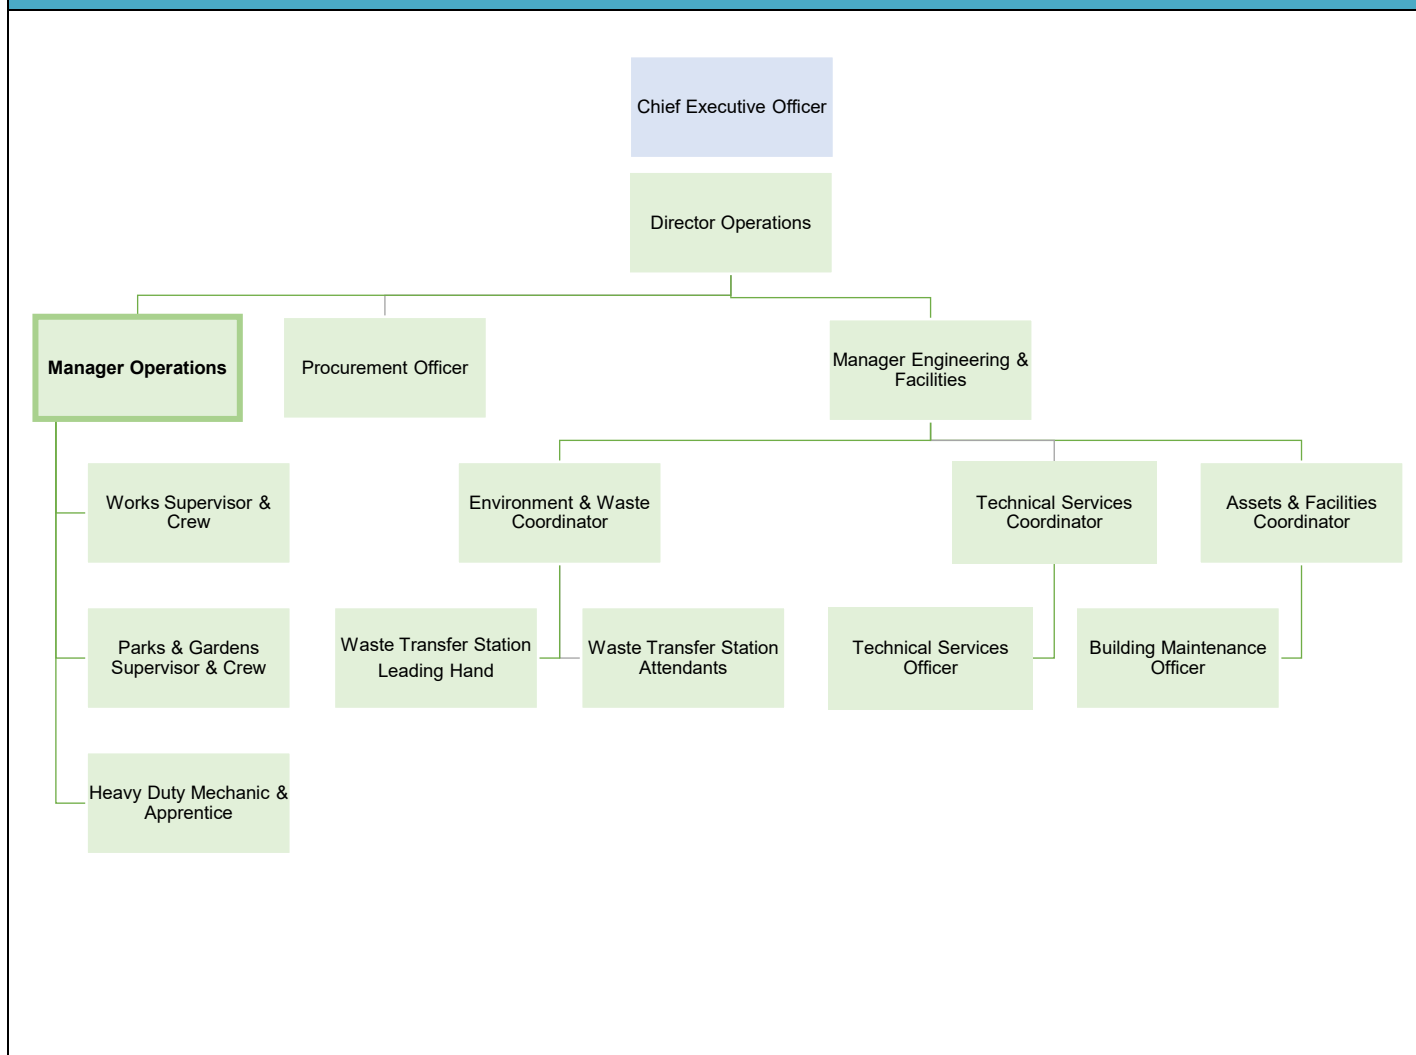 Chief Executive Officer
Director Operations
Manager Operations
Procurement Officer
Manager Engineering &
Facilities
Works Supervisor &
Crew
Environment & Waste
Coordinator
Technical Services
Coordinator
Assets & Facilities
Coordinator
Parks & Gardens
Supervisor & Crew
Waste Transfer Station
Leading Hand
Waste Transfer Station
Attendants
Technical Services
Officer
Building Maintenance
Officer
Heavy Duty Mechanic &
Apprentice